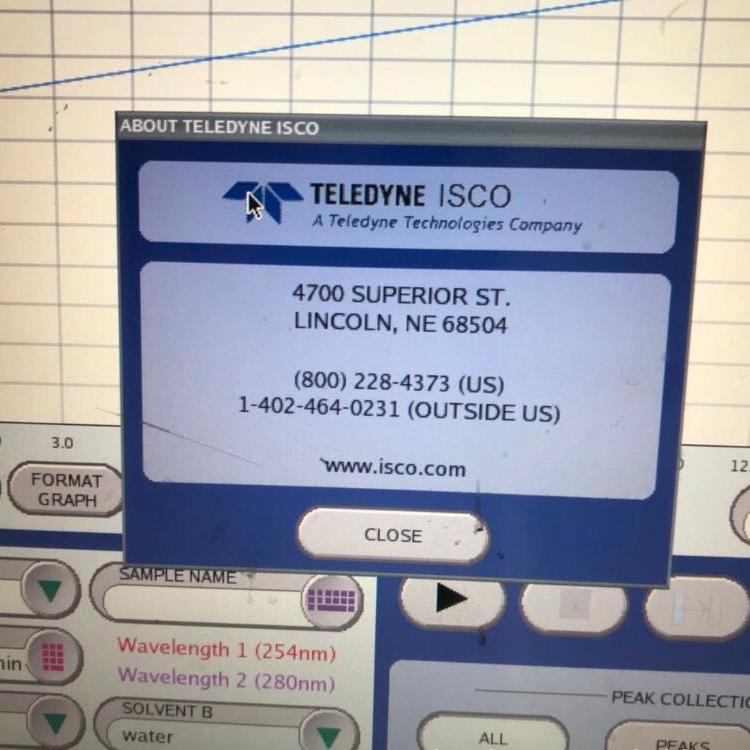 ABOUT TELEDYNE ISCO
TELEDYNE ISCO
A Teledyne Technologies Company
4700 SUPERIOR ST.
LINCOLN, NE 68504
(800) 228-4373 (US)
1-402-464-0231 (OUTSIDE US)
www.isco.com
CLOSE
3.0
FORMAT
GRAPH
SAMPLE NAME
Wavelength 1 (254nm)
Wavelength 2 (280nm)
SOLVENT B
water
PEAK
ALL
PEAKS